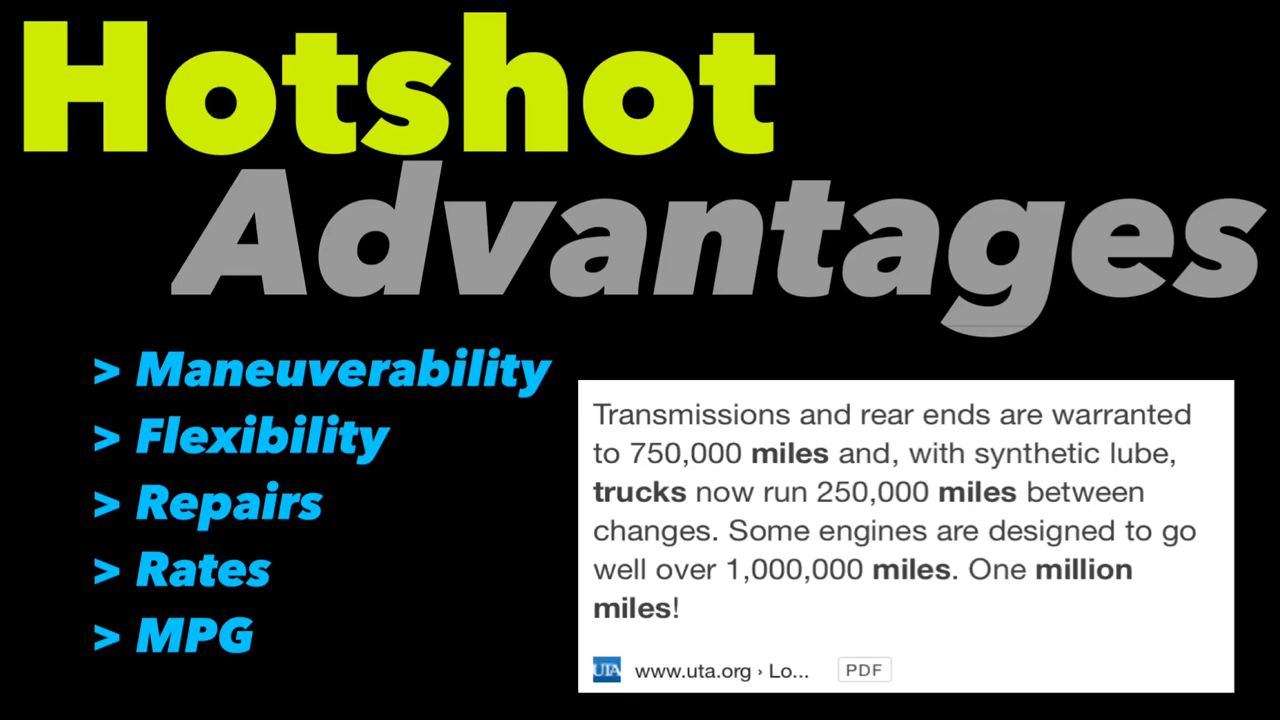 Hotshot
Advantages
> Maneuverability
> Flexibility
> Repairs
> Rates
> MPG
Transmissions and rear ends are warranted
to 750,000 miles and, with synthetic lube,
trucks now run 250,000 miles between
changes. Some engines are designed to go
well over 1,000,000 miles. One million
miles!
UTA www.uta.org › Lo... PDF